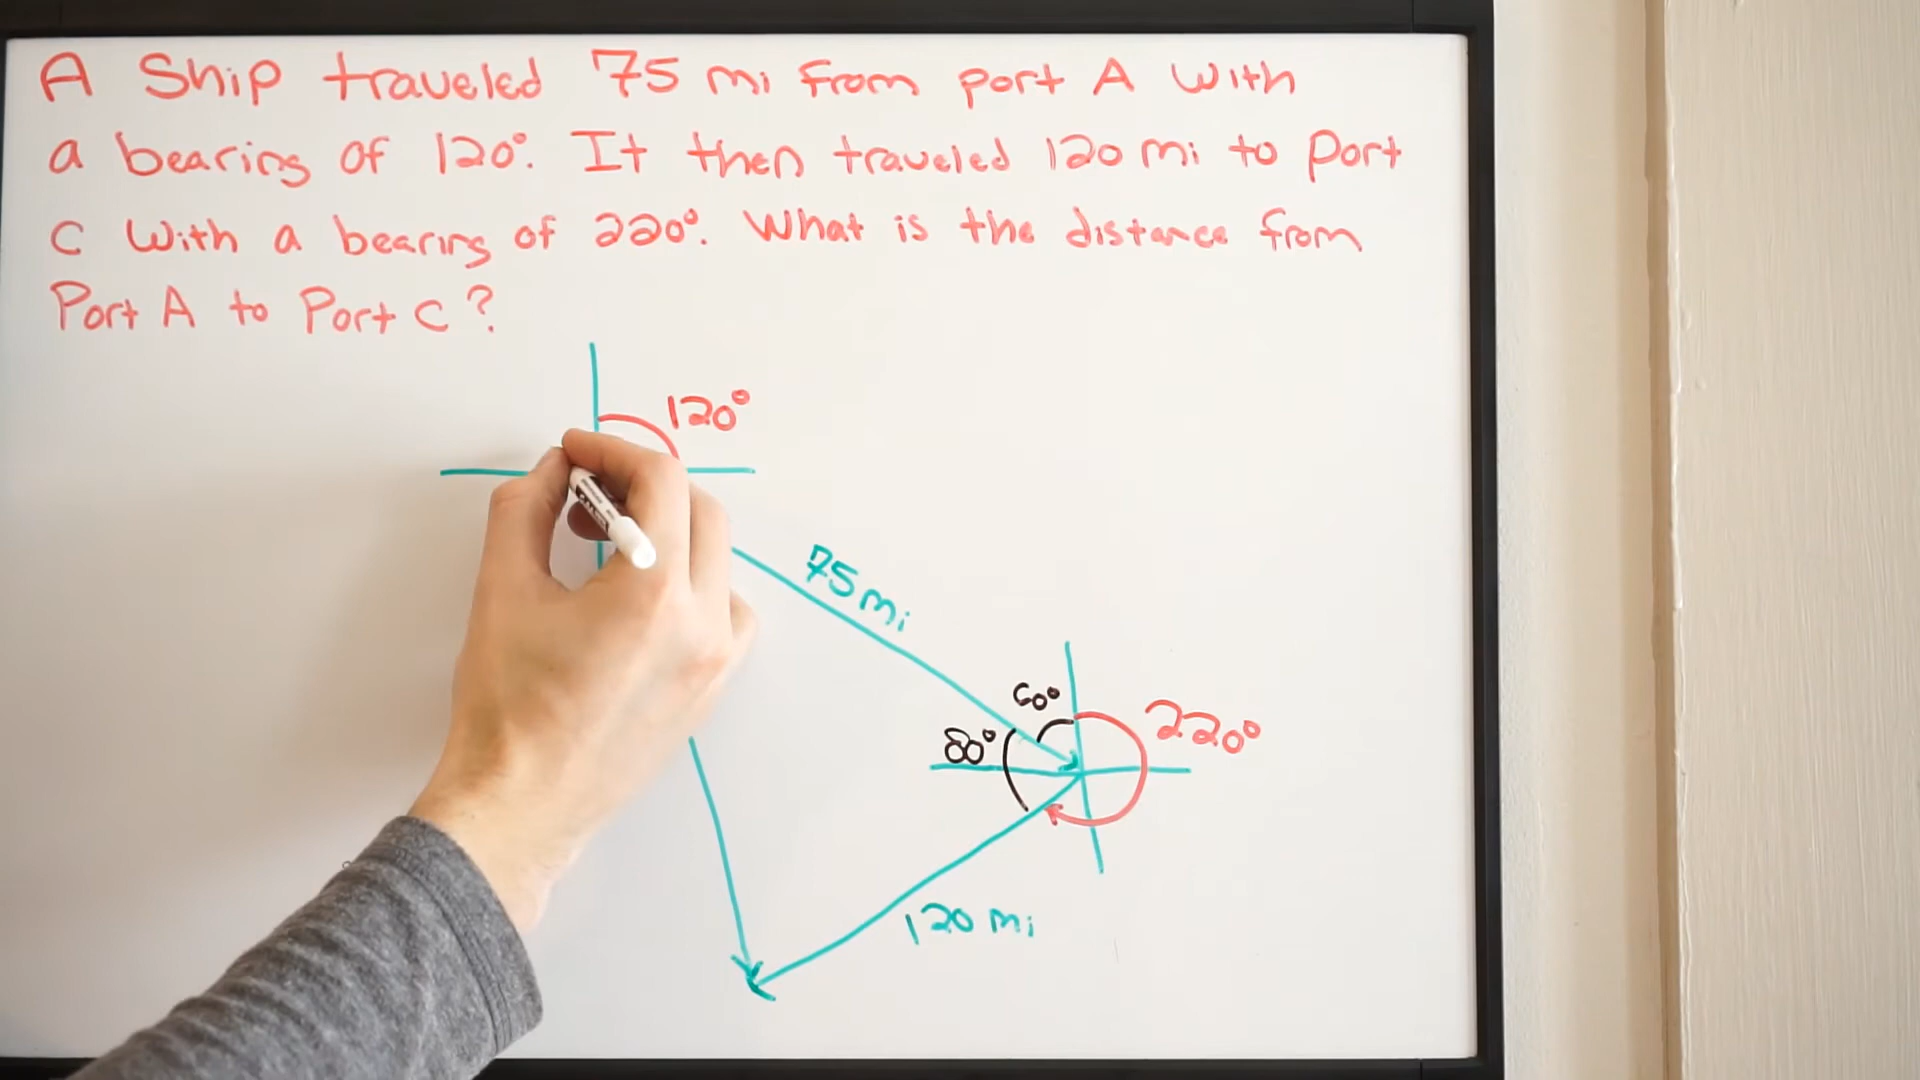 A Ship traveled 75 mi from port A with
a bearing of 120°. It then traveled 120 mi to Port
C With a bearing of 220°. What is the distance from
Port A to Port C?
120°
75 mi
60°
80°
220°
120 mi